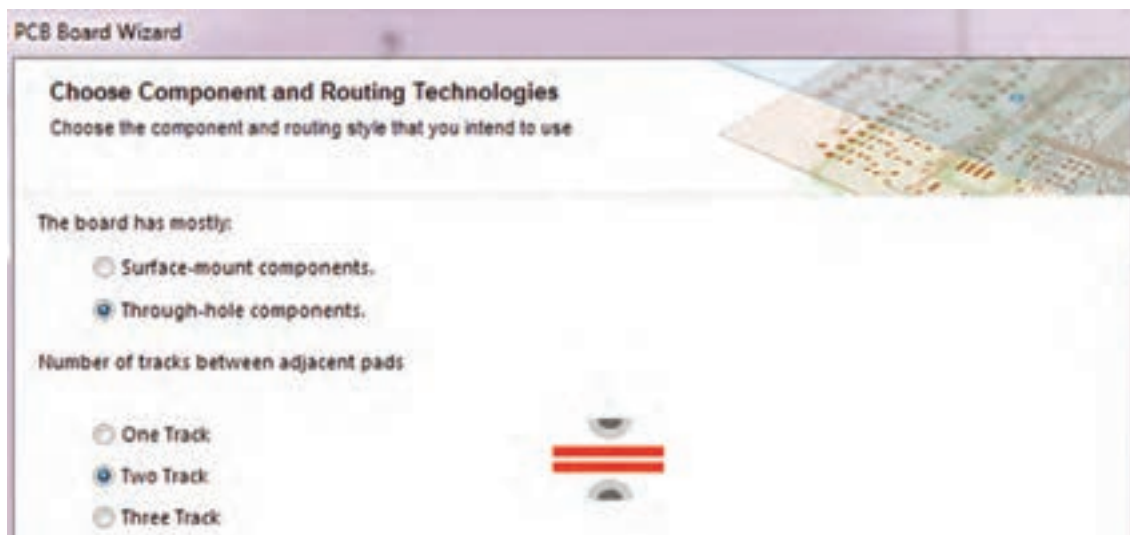 PCB Board Wizard
Choose Component and Routing Technologies
Choose the component and routing style that you intend to use
The board has mostly:
Surface-mount components.
Through-hole components.
Number of tracks between adjacent pads
One Track
Two Track
Three Track